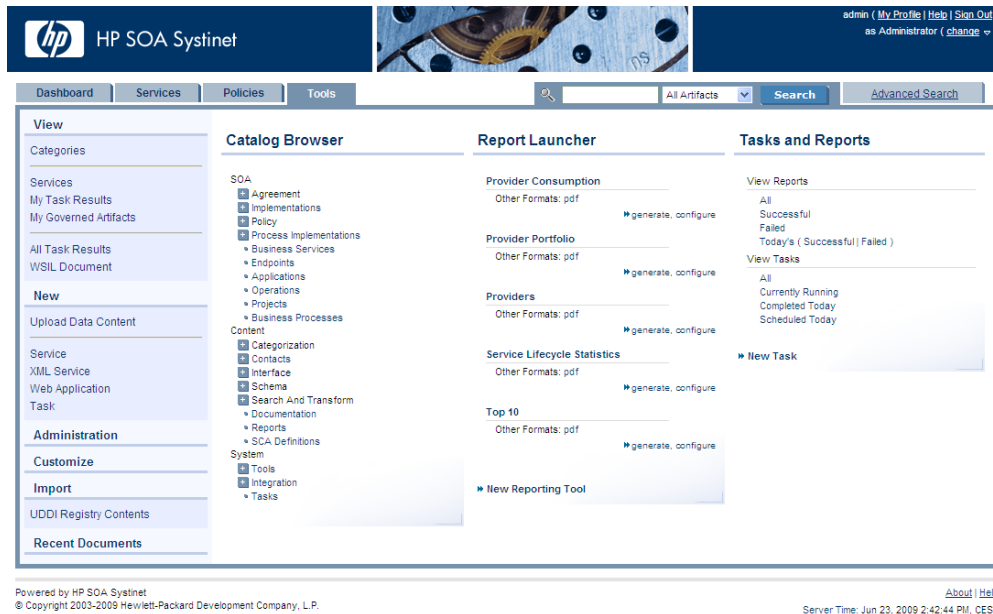 hp HP SOA Systinet
admin ( My Profile | Help | Sign Out
as Administrator ( change
Dashboard Services Policies Tools
All Artifacts Search Advanced Search
View
Categories
Services
My Task Results
My Governed Artifacts
All Task Results
WSIL Document
New
Upload Data Content
Service
XML Service
Web Application
Task
Administration
Customize
Import
UDDI Registry Contents
Recent Documents
Catalog Browser
SOA
Agreement
Implementations
Policy
Process Implementations
Business Services
Endpoints
Applications
Operations
Projects
Business Processes
Content
Categorization
Contacts
Interface
Schema
Search And Transform
Documentation
Reports
SCA Definitions
System
Tools
Integration
Tasks
Report Launcher
Provider Consumption
Other Formats: pdf
generate, configure
Provider Portfolio
Other Formats: pdf
generate, configure
Providers
Other Formats: pdf
generate, configure
Service Lifecycle Statistics
Other Formats: pdf
generate, configure
Top 10
Other Formats: pdf
generate, configure
New Reporting Tool
Tasks and Reports
View Reports
All
Successful
Failed
Today's ( Successful | Failed )
View Tasks
All
Currently Running
Completed Today
Scheduled Today
New Task
Powered by HP SOA Systinet
© Copyright 2003-2009 Hewlett-Packard Development Company, L.P.
About | Hel
Server Time: Jun 23, 2009 2:42:44 PM, CES